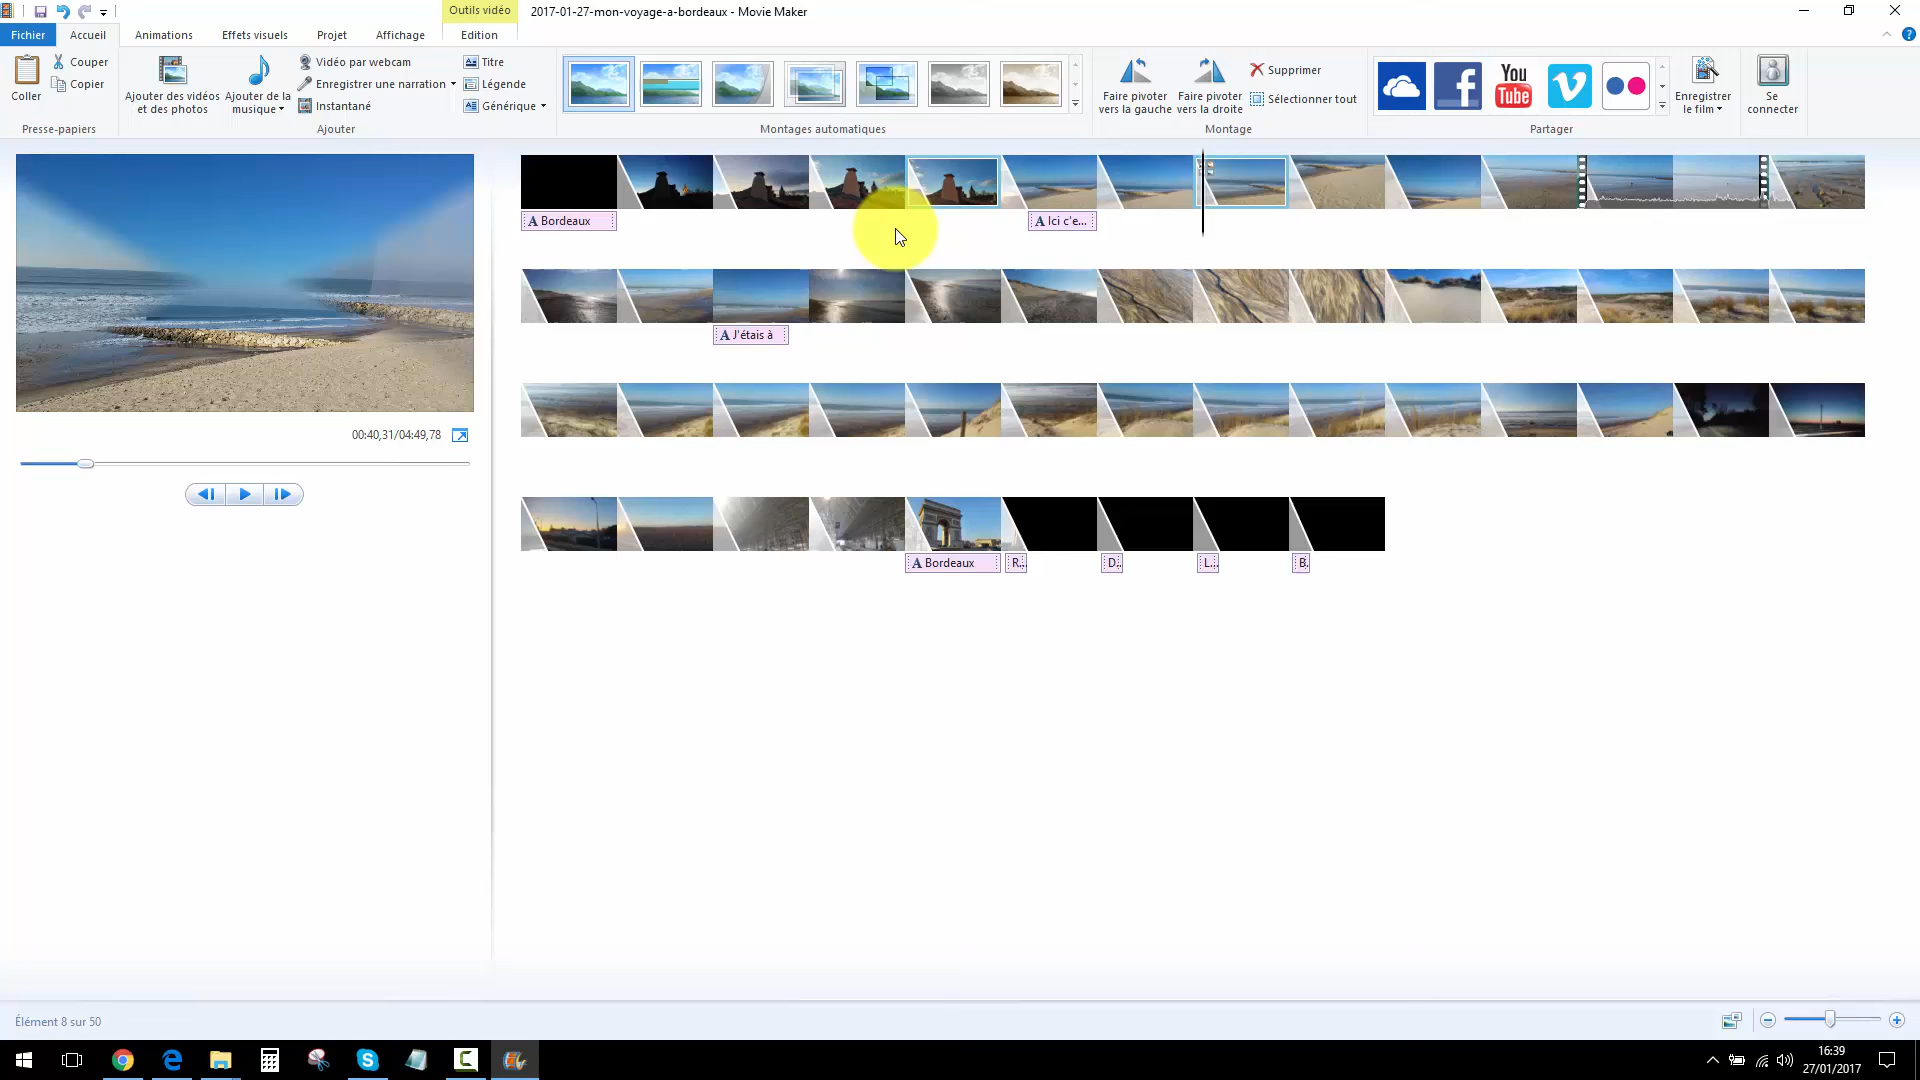 Outils vidéo
2017-01-27-mon-voyage-a-bordeaux - Movie Maker
Fichier
Accueil
Animations
Effets visuels
Projet
Affichage
Edition
Coller
Couper
Copier
Presse-papiers
Ajouter des vidéos
et des photos
Ajouter de la
musique
Vidéo par webcam
Enregistrer une narration
Instantané
Titre
Légende
Générique
Ajouter
Montages automatiques
Faire pivoter
vers la gauche
Faire pivoter
vers la droite
Supprimer
Sélectionner tout
Montage
You
Tube
Partager
Enregistrer
le film
Se
connecter
A Bordeaux
A Ici c'e...
A J'étais à
00:40,31/04:49,78
A Bordeaux
R...
D...
L...
B
Élément 8 sur 50
16:39
27/01/2017